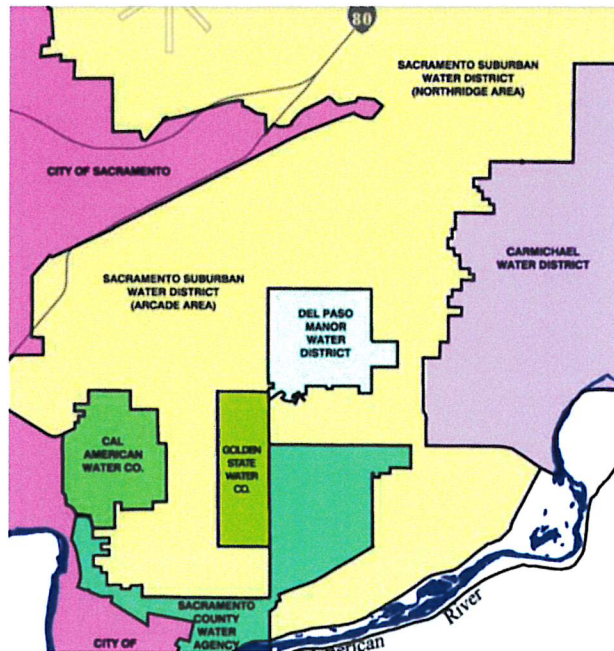 80
SACRAMENTO SUBURBAN
WATER DISTRICT
(NORTHRIDGE AREA)
CITY OF SACRAMENTO
CARMICHAEL
WATER DISTRICT
SACRAMENTO SUBURBAN
WATER DISTRICT
(ARCADE AREA)
DEL PASO
MANOR
WATER
DISTRICT
CAL
AMERICAN
WATER CO.
GOLDEN
STATE
WATER
CO.
SACRAMENTO
COUNTY
WATER
AGENCY
CITY OF
River